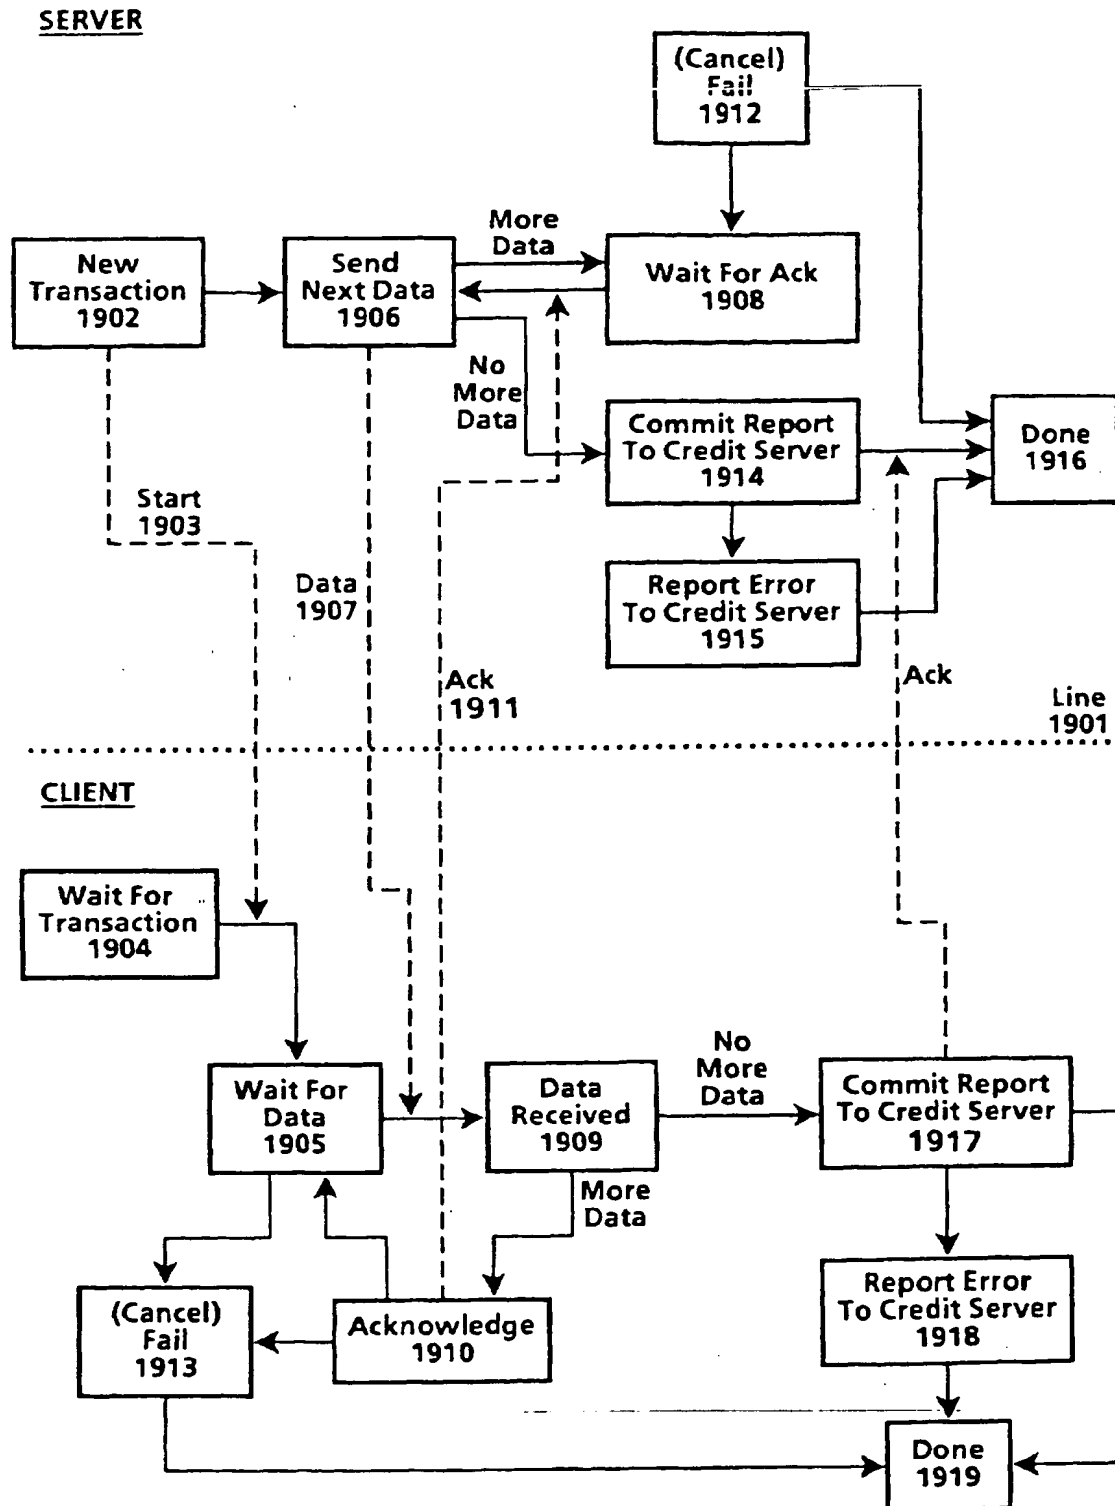 SERVER
(Cancel)
Fail
1912
More
Data
New
Transaction
1902
Send
Next Data
1906
Wait For Ack
1908
No
More
Data
Commit Report
To Credit Server
1914
Done
1916
Start
1903
Data
1907
Report Error
To Credit Server
1915
Ack
1911
Ack
Line
1901
CLIENT
Wait For
Transaction
1904
No
More
Data
Wait For
Data
1905
Data
Received
1909
Commit Report
To Credit Server
1917
More
Data
(Cancel)
Fail
1913
Acknowledge
1910
Report Error
To Credit Server
1918
Done
1919